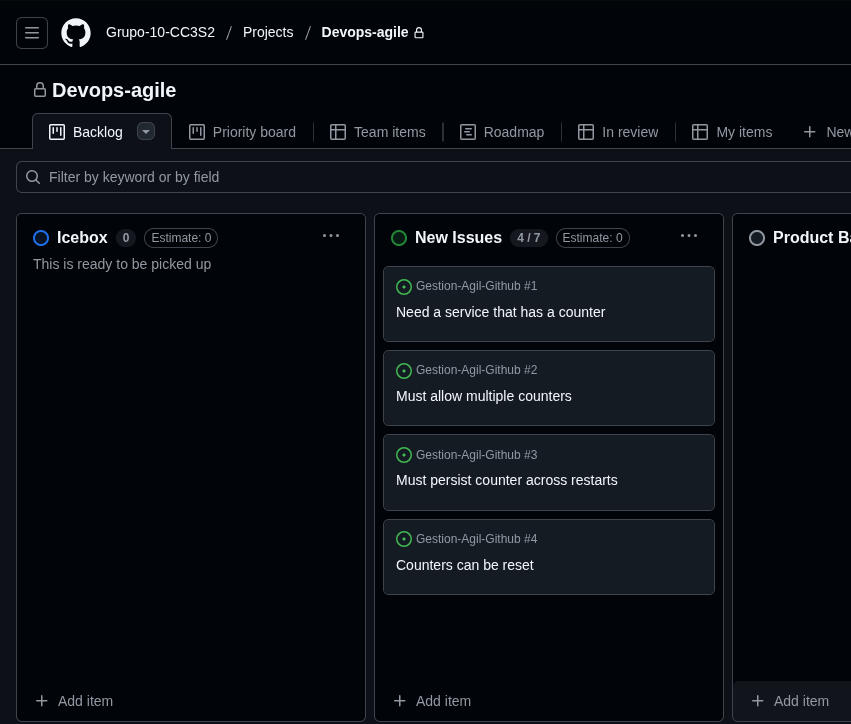 Grupo-10-CC3S2 / Projects / Devops-agile
Devops-agile
Backlog Priority board Team items Roadmap In review My items + New
Filter by keyword or by field
Icebox 0 Estimate: 0 ...
This is ready to be picked up
+ Add item
New Issues 4 / 7 Estimate: 0 ...
Gestion-Agil-Github #1
Need a service that has a counter
Gestion-Agil-Github #2
Must allow multiple counters
Gestion-Agil-Github #3
Must persist counter across restarts
Gestion-Agil-Github #4
Counters can be reset
+ Add item
Product Ba
+ Add item